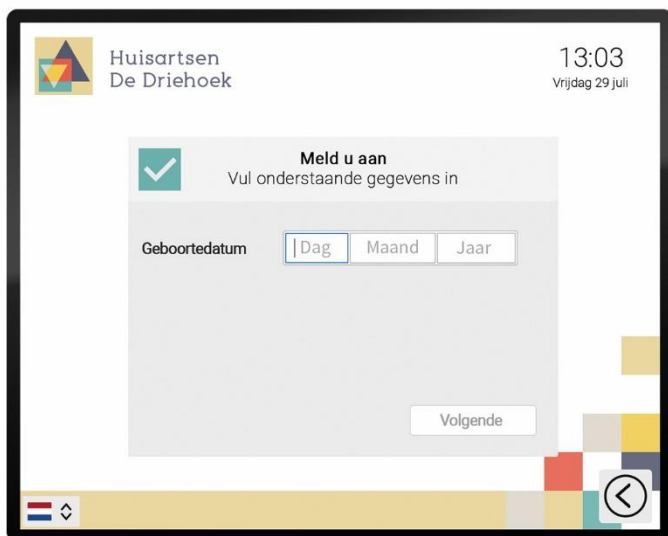 Huisartsen
De Driehoek
13:03
Vrijdag 29 juli
Meld u aan
Vul onderstaande gegevens in
Geboortedatum
Dag Maand Jaar
Volgende